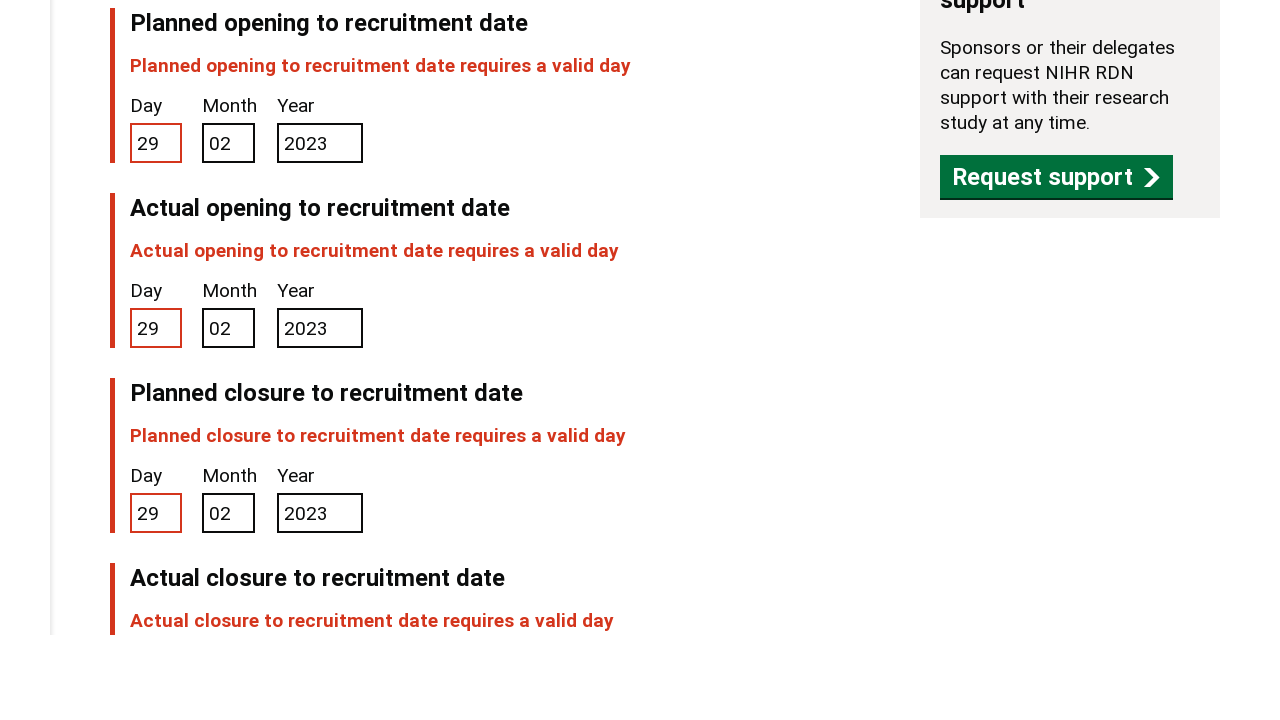 Planned opening to recruitment date
Planned opening to recruitment date requires a valid day
Day Month Year
29 02 2023
Actual opening to recruitment date
Actual opening to recruitment date requires a valid day
Day Month Year
29 02 2023
Planned closure to recruitment date
Planned closure to recruitment date requires a valid day
Day Month Year
29 02 2023
Actual closure to recruitment date
Actual closure to recruitment date requires a valid day
support
Sponsors or their delegates
can request NIHR RDN
support with their research
study at any time.
Request support